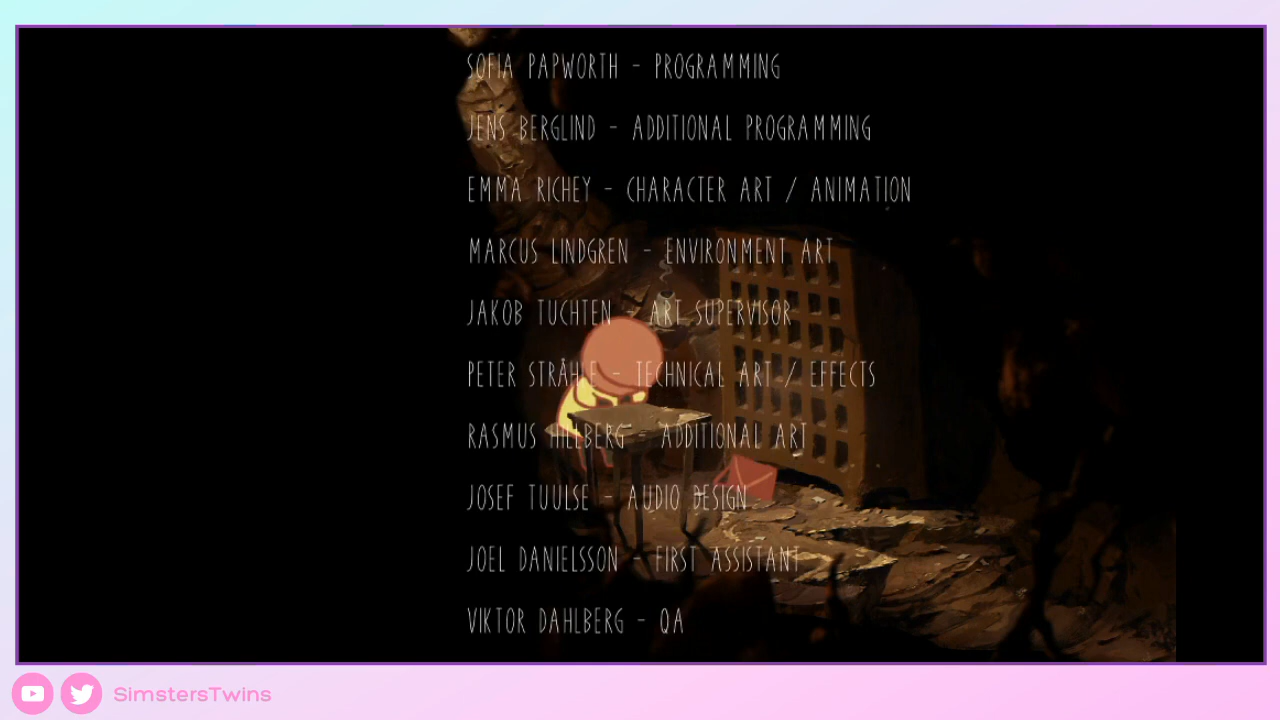 SOFIA PAPWORTH - PROGRAMMING
JENS BERGLIND - ADDITIONAL PROGRAMMING
EMMA RICHEY - CHARACTER ART / ANIMATION
MARCUS LINDGREN - ENVIRONMENT ART
JAKOB TUCHTEN - ART SUPERVISOR
PETER STRÅHLE - TECHNICAL ART / EFFECTS
RASMUS HILLBERG - ADDITIONAL ART
JOSEF TUULSE - AUDIO DESIGN
JOEL DANIELSSON - FIRST ASSISTANT
VIKTOR DAHLBERG - QA
SimstersTwins